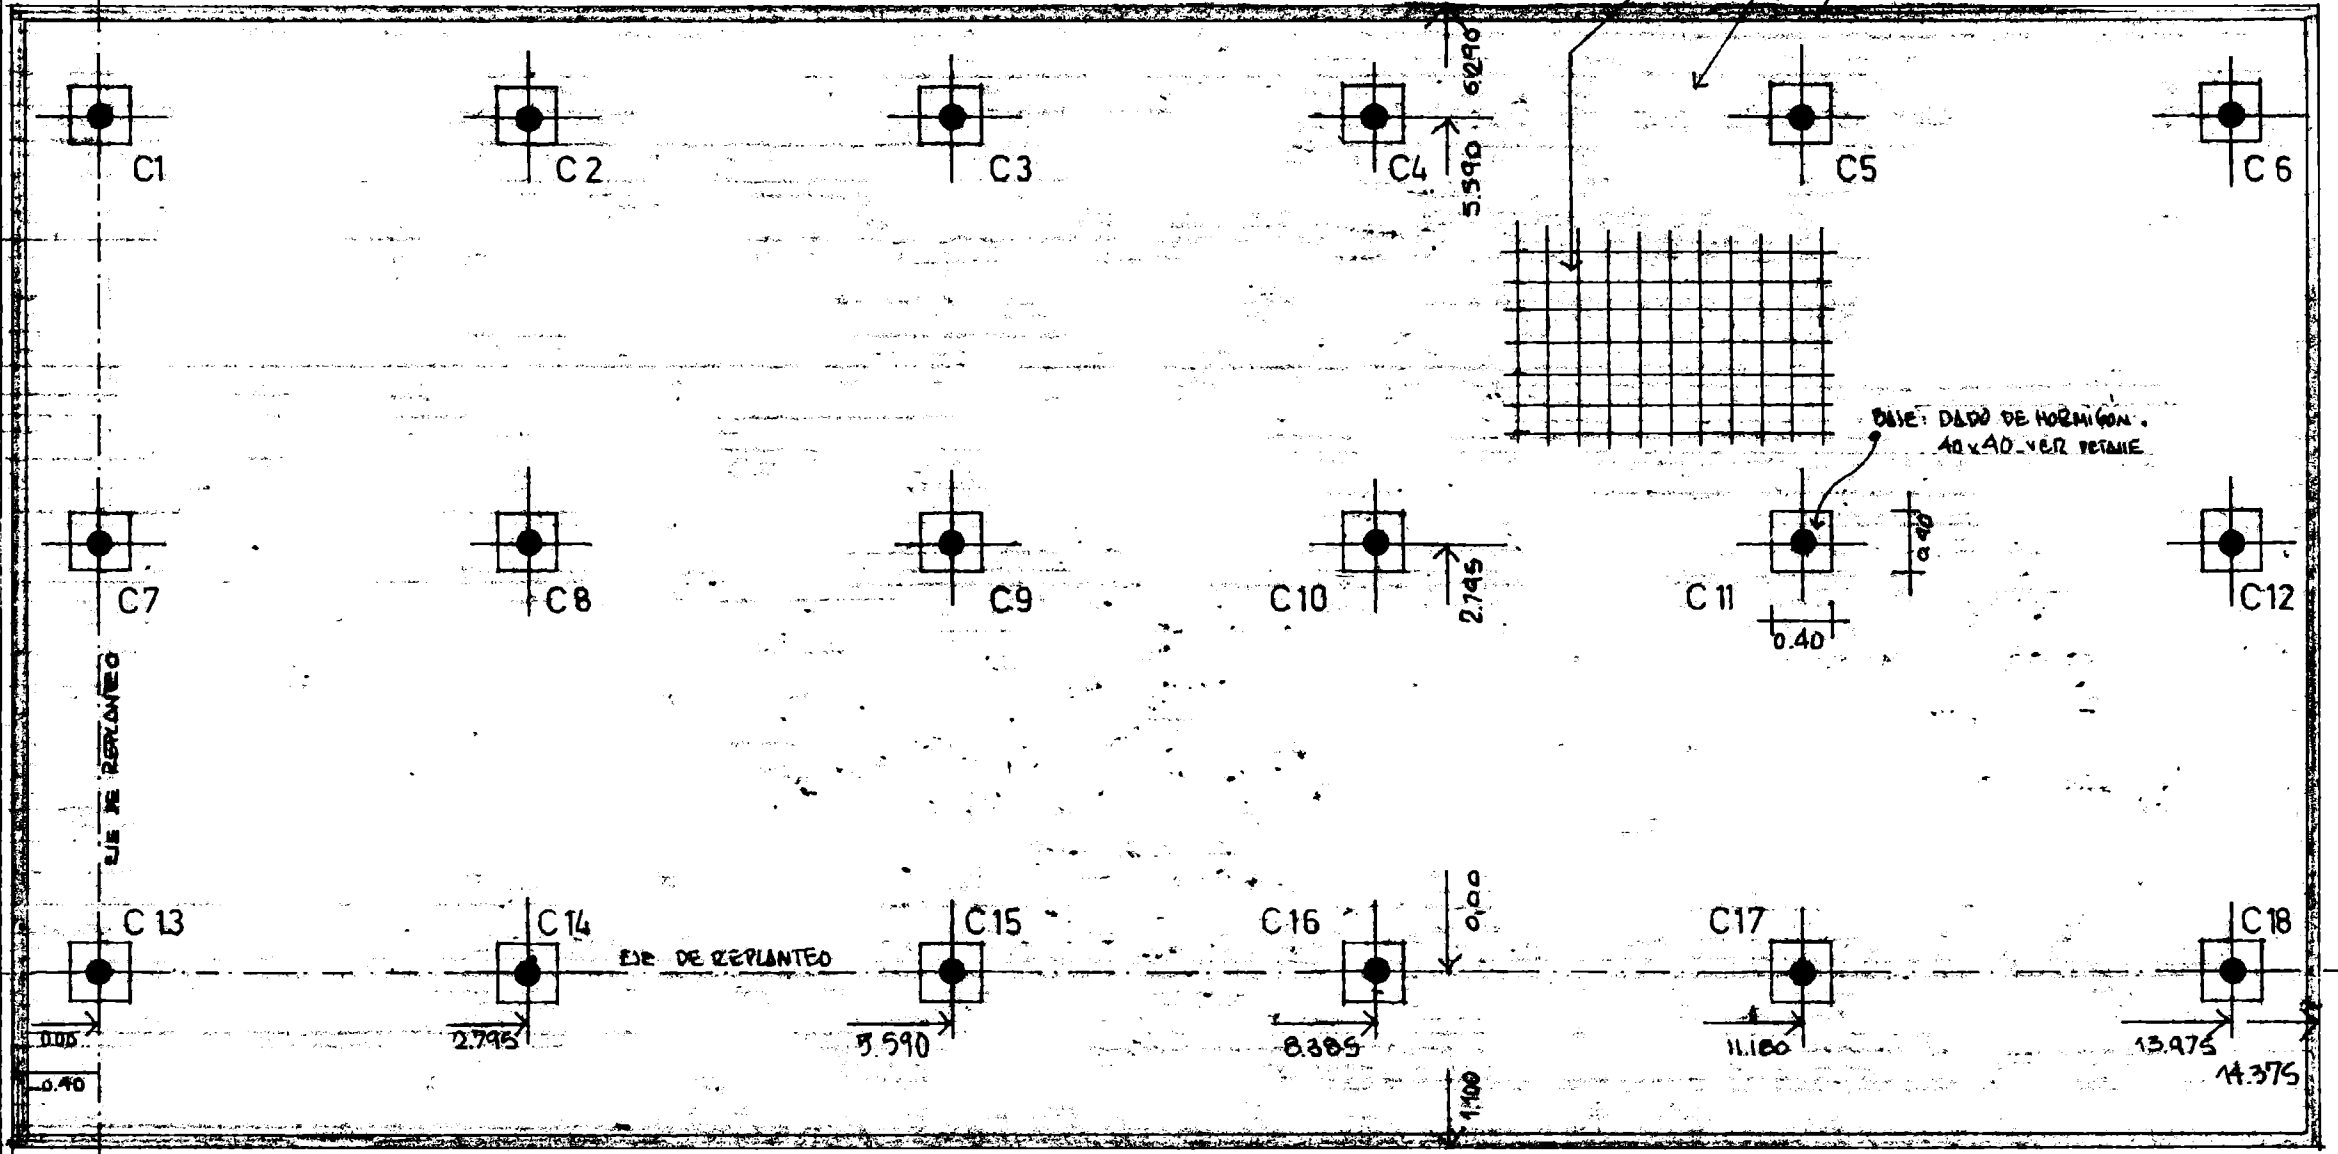 6.290
C1
C2
C3
C4
5.590
C5
C6
BASE: DADO DE HORMIGÓN.
40x40_VER DETALLE
0.40
C7
C8
C9
C10
2.795
C11
0.40
C12
EJE DE REPLANTEO
C13
C14
EJE DE REPLANTEO
C15
C16
0,00
C17
C18
0.00
2.795
5.590
8.385
11.180
13.975
14.375
0.40
1.100